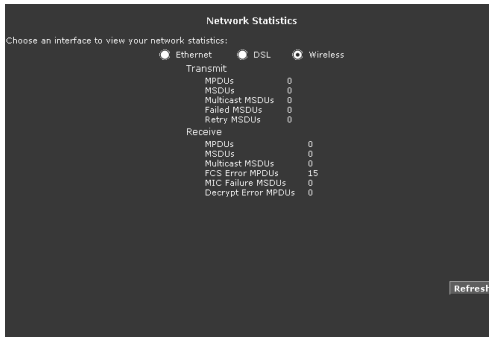 Network Statistics
Choose an interface to view your network statistics:
Ethernet DSL Wireless
Transmit
MPDUs 0
MSDUs 0
Multicast MSDUs 0
Failed MSDUs 0
Retry MSDUs 0
Receive
MPDUs 0
MSDUs 0
Multicast MSDUs 0
FCS Error MPDUs 15
MIC Failure MSDUs 0
Decrypt Error MPDUs 0
Refresh